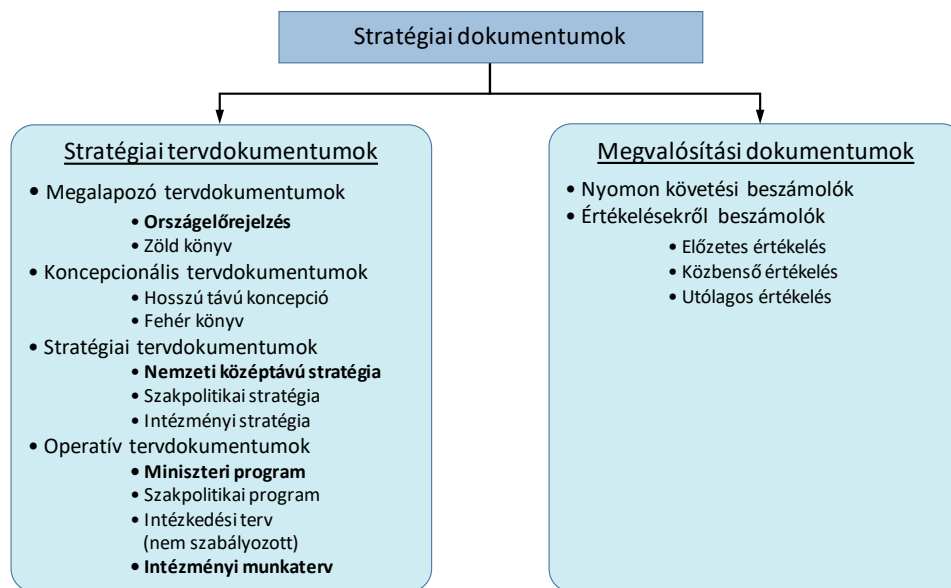 Stratégiai dokumentumok
Stratégiai tervdokumentumok
• Megalapozó tervdokumentumok
• Országelőrejelzés
• Zöld könyv
• Koncepcionális tervdokumentumok
• Hosszú távú koncepció
• Fehér könyv
• Stratégiai tervdokumentumok
• Nemzeti középtávú stratégia
• Szakpolitikai stratégia
• Intézményi stratégia
• Operatív tervdokumentumok
• Miniszteri program
• Szakpolitikai program
• Intézkedési terv
(nem szabályozott)
• Intézményi munkaterv
Megvalósítási dokumentumok
• Nyomon követési beszámolók
• Értékelésekről beszámolók
• Előzetes értékelés
• Közbenső értékelés
• Utólagos értékelés